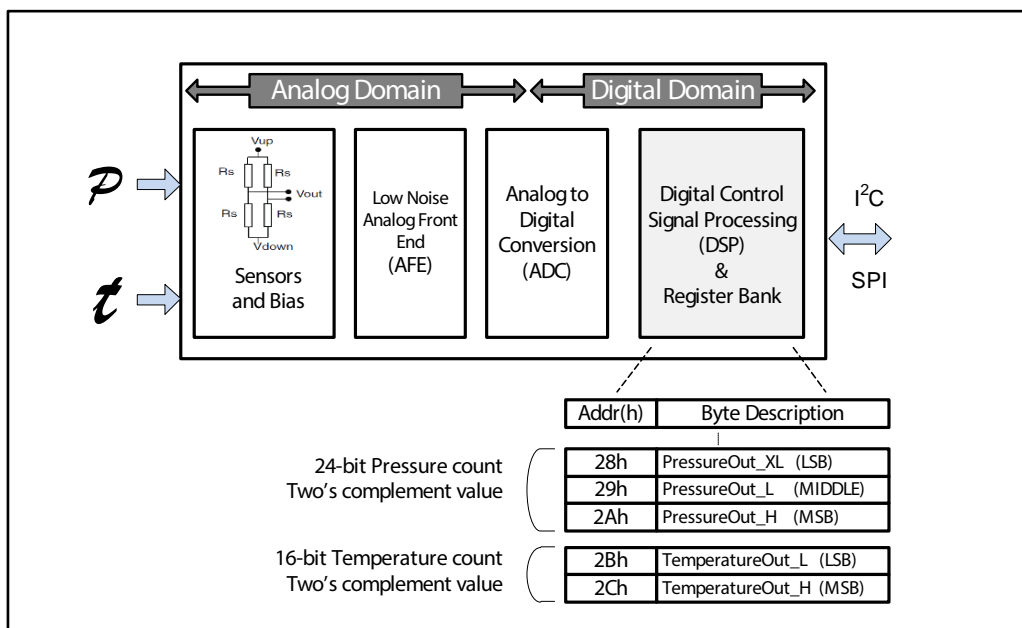 Analog Domain
Digital Domain
P
t
Vup
Rs
Rs
Vout
Rs
Rs
Vdown
Sensors
and Bias
Low Noise
Analog Front
End
(AFE)
Analog to
Digital
Conversion
(ADC)
Digital Control
Signal Processing
(DSP)
&
Register Bank
I²C
SPI
Addr(h) Byte Description
24-bit Pressure count
Two's complement value
28h PressureOut_XL (LSB)
29h PressureOut_L (MIDDLE)
2Ah PressureOut_H (MSB)
16-bit Temperature count
Two's complement value
2Bh TemperatureOut_L (LSB)
2Ch TemperatureOut_H (MSB)